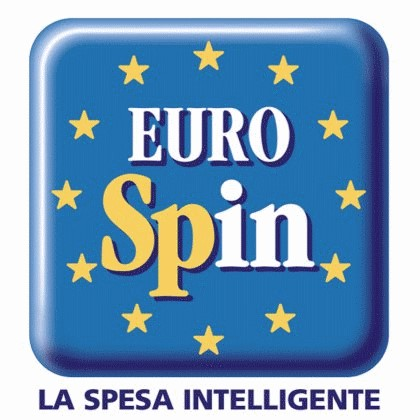 EURO
Spin
LA SPESA INTELLIGENTE